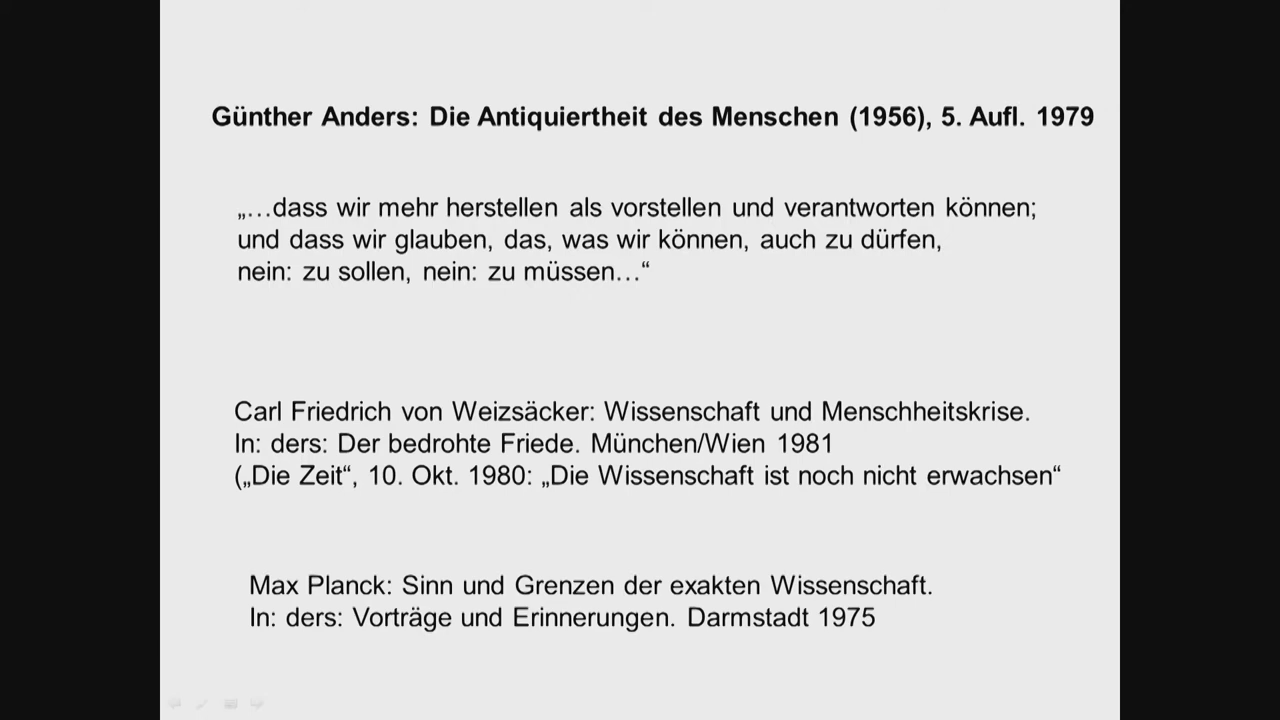 Günther Anders: Die Antiquiertheit des Menschen (1956), 5. Aufl. 1979
„…dass wir mehr herstellen als vorstellen und verantworten können;
und dass wir glauben, das, was wir können, auch zu dürfen,
nein: zu sollen, nein: zu müssen…“
Carl Friedrich von Weizsäcker: Wissenschaft und Menschheitskrise.
In: ders: Der bedrohte Friede. München/Wien 1981
(„Die Zeit“, 10. Okt. 1980: „Die Wissenschaft ist noch nicht erwachsen“
Max Planck: Sinn und Grenzen der exakten Wissenschaft.
In: ders: Vorträge und Erinnerungen. Darmstadt 1975